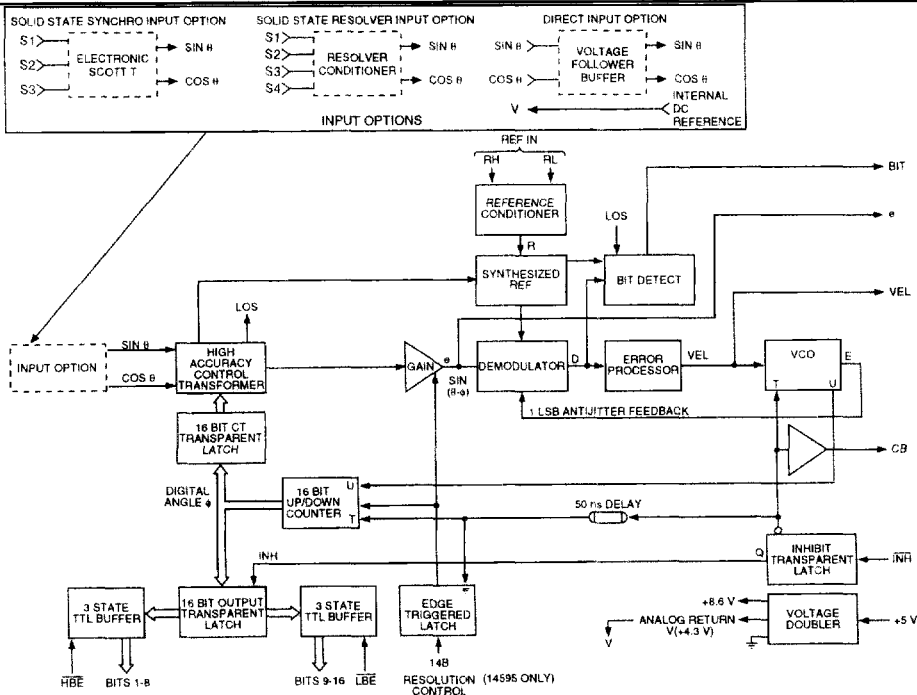 SOLID STATE SYNCHRO INPUT OPTION
S1
S2
S3
ELECTRONIC
SCOTT T
SIN θ
COS θ
SOLID STATE RESOLVER INPUT OPTION
S1
S2
S3
S4
RESOLVER
CONDITIONER
SIN θ
COS θ
DIRECT INPUT OPTION
SIN θ
COS θ
VOLTAGE
FOLLOWER
BUFFER
SIN θ
COS θ
V
INTERNAL
DC
REFERENCE
INPUT OPTIONS
REF IN
RH
RL
REFERENCE
CONDITIONER
R
LOS
BIT
e
SYNTHESIZED
REF
BIT DETECT
VEL
LOS
INPUT OPTION
SIN θ
COS θ
HIGH
ACCURACY
CONTROL
TRANSFORMER
GAIN
e
SIN
(θ-ϕ)
DEMODULATOR
D
ERROR
PROCESSOR
VEL
VCO
E
T
U
1 LSB ANTIJITTER FEEDBACK
16 BIT CT
TRANSPARENT
LATCH
CB
DIGITAL
ANGLE ϕ
16 BIT
UP/DOWN
COUNTER
U
T
50 ns DELAY
INH
Q
INHIBIT
TRANSPARENT
LATCH
INH
3 STATE
TTL BUFFER
16 BIT OUTPUT
TRANSPARENT
LATCH
3 STATE
TTL BUFFER
EDGE
TRIGGERED
LATCH
+8.6 V
ANALOG RETURN
V(+4.3 V)
V
VOLTAGE
DOUBLER
+5 V
HBE
BITS 1-8
BITS 9-16
LBE
14B
RESOLUTION
CONTROL
(14595 ONLY)